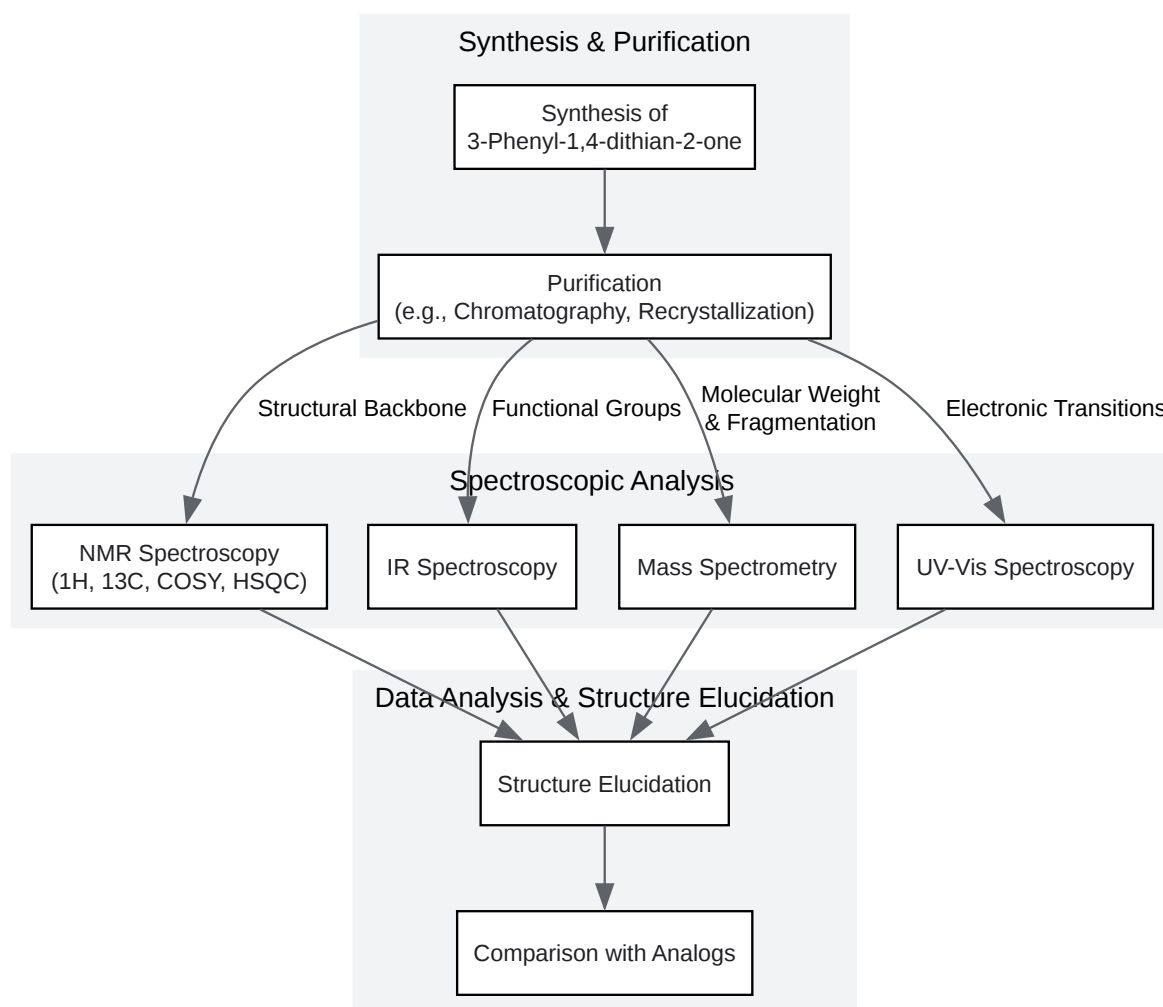 Synthesis & Purification
Synthesis of
3-Phenyl-1,4-dithian-2-one
Purification
(e.g., Chromatography, Recrystallization)
Structural Backbone
Functional Groups
Molecular Weight
& Fragmentation
Electronic Transitions
Spectroscopic Analysis
NMR Spectroscopy
(1H, 13C, COSY, HSQC)
IR Spectroscopy
Mass Spectrometry
UV-Vis Spectroscopy
Data Analysis & Structure Elucidation
Structure Elucidation
Comparison with Analogs